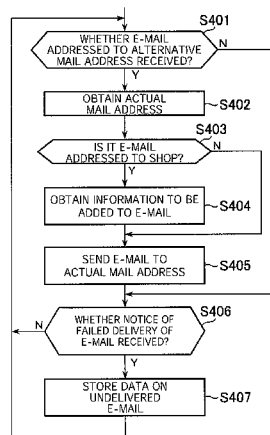 S401
WHETHER E-MAIL
ADDRESSED TO ALTERNATIVE
MAIL ADDRESS RECEIVED?
N
Y
OBTAIN ACTUAL
MAIL ADDRESS
S402
S403
IS IT E-MAIL
ADDRESSED TO SHOP?
N
Y
OBTAIN INFORMATION TO BE
ADDED TO E-MAIL
S404
SEND E-MAIL TO
ACTUAL MAIL ADDRESS
S405
S406
N
WHETHER NOTICE OF
FAILED DELIVERY OF
E-MAIL RECEIVED?
Y
STORE DATA ON
UNDELIVERED
E-MAIL
S407